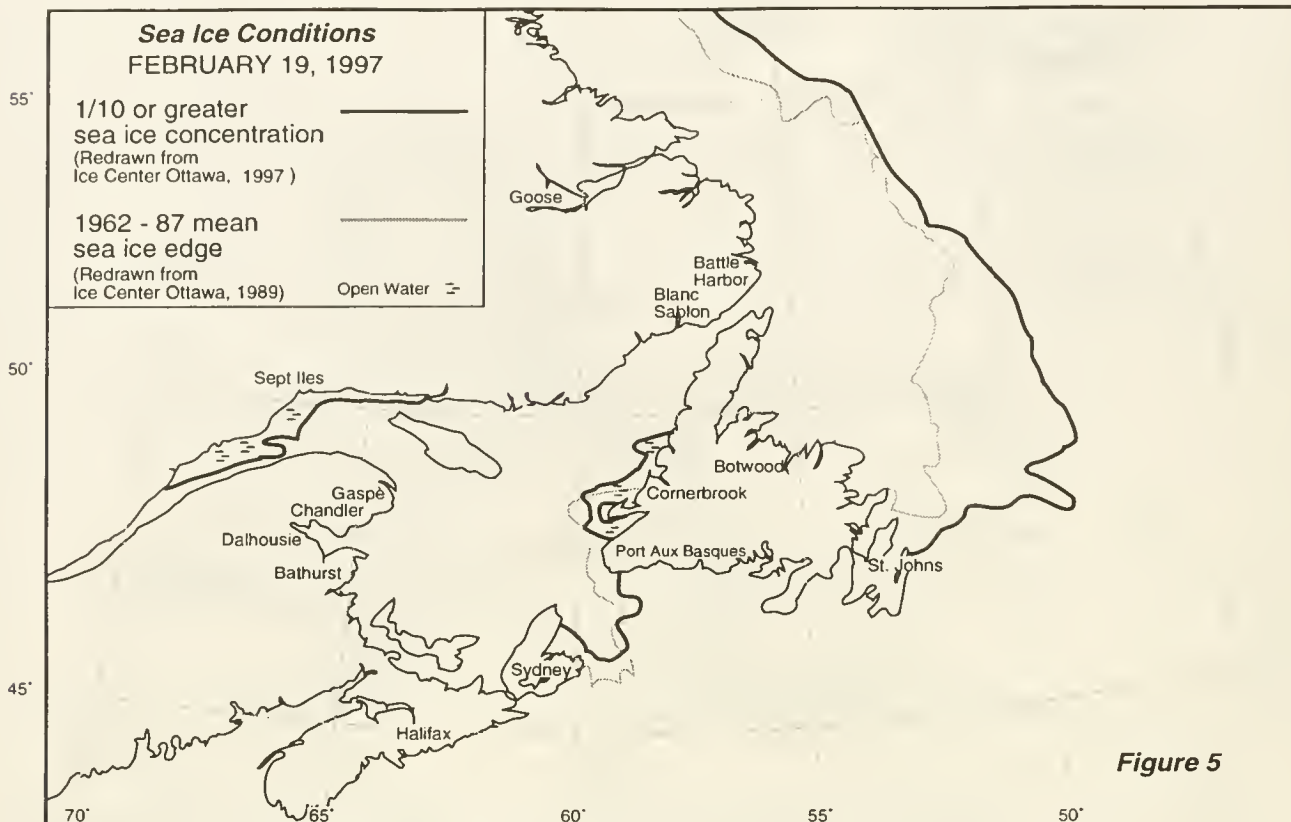 Sea Ice Conditions
FEBRUARY 19, 1997
1/10 or greater
sea ice concentration
(Redrawn from
Ice Center Ottawa, 1997 )
1962 - 87 mean
sea ice edge
(Redrawn from
Ice Center Ottawa, 1989)
Open Water
55°
50°
45°
Goose
Battle
Harbor
Blanc
Sablon
Sept Iles
Gaspè
Chandler
Dalhousie
Bathurst
Botwood
Cornerbrook
Port Aux Basques
St. Johns
Sydney
Halifax
Figure 5
70°
65°
60°
55°
50°